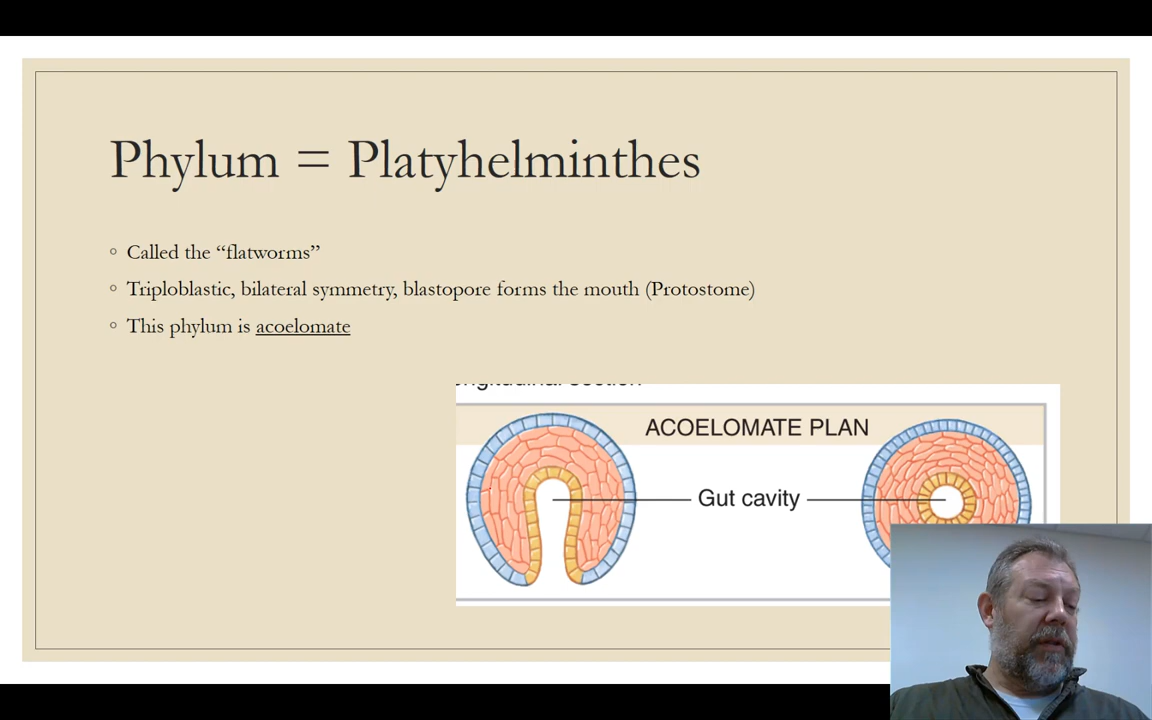 Phylum = Platyhelminthes
◦ Called the “flatworms”
◦ Triploblastic, bilateral symmetry, blastopore forms the mouth (Protostome)
◦ This phylum is acoelomate
section
ACOELOMATE PLAN
Gut cavity